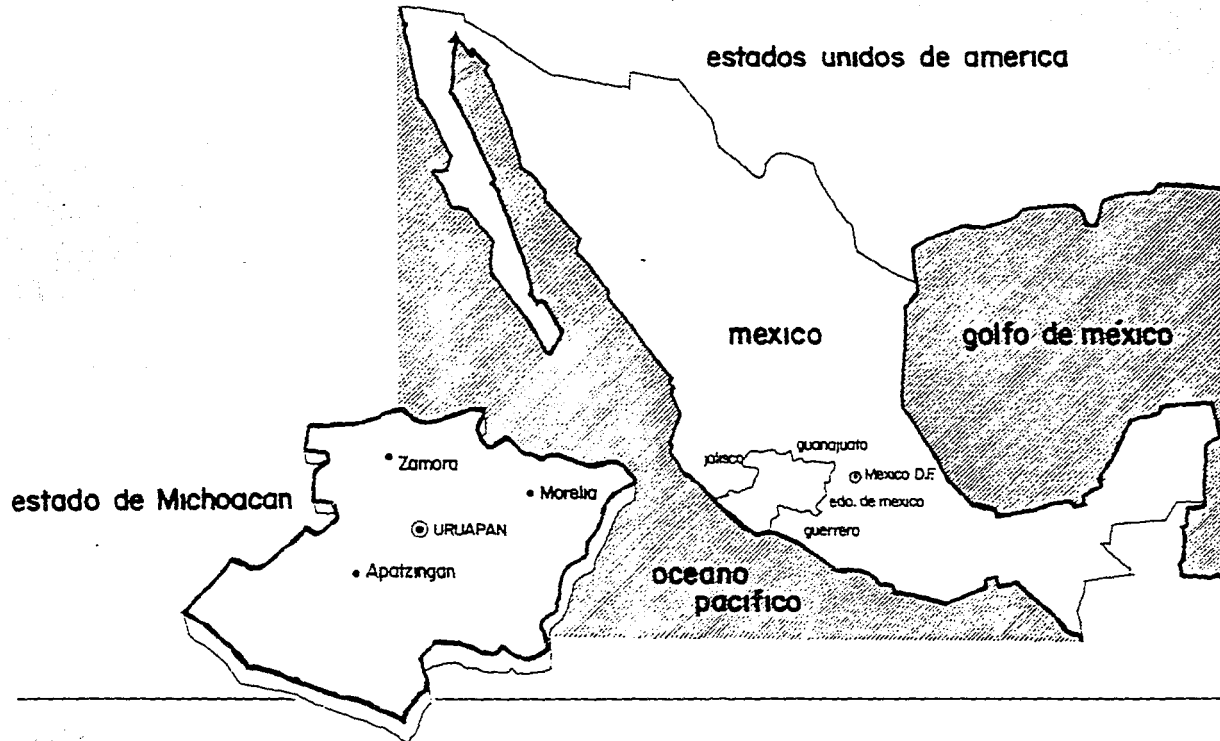 estados unidos de america
mexico
golfo de méxico
guanajuato
jalisco
Zamora
Mexico D.F.
estado de Michoacan
Morelia
edo. de mexico
URUAPAN
guerrero
Apatzingan
oceano
pacifico